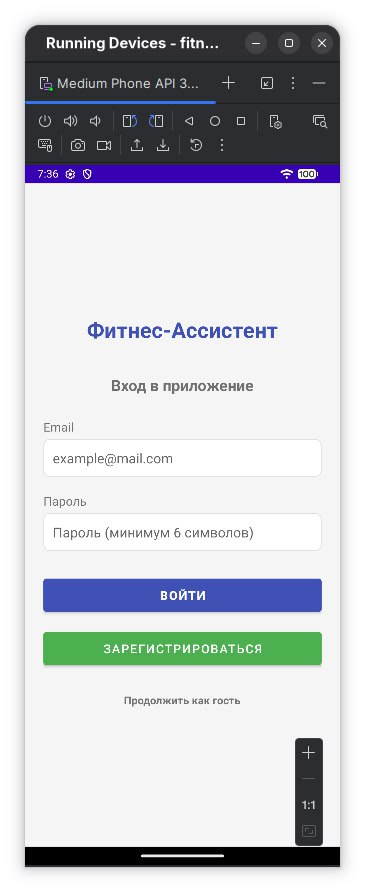 Running Devices - fitn...
Medium Phone API 3...
7:36
100
Фитнес-Ассистент
Вход в приложение
Email
example@mail.com
Пароль
Пароль (минимум 6 символов)
ВОЙТИ
ЗАРЕГИСТРИРОВАТЬСЯ
Продолжить как гость
1:1